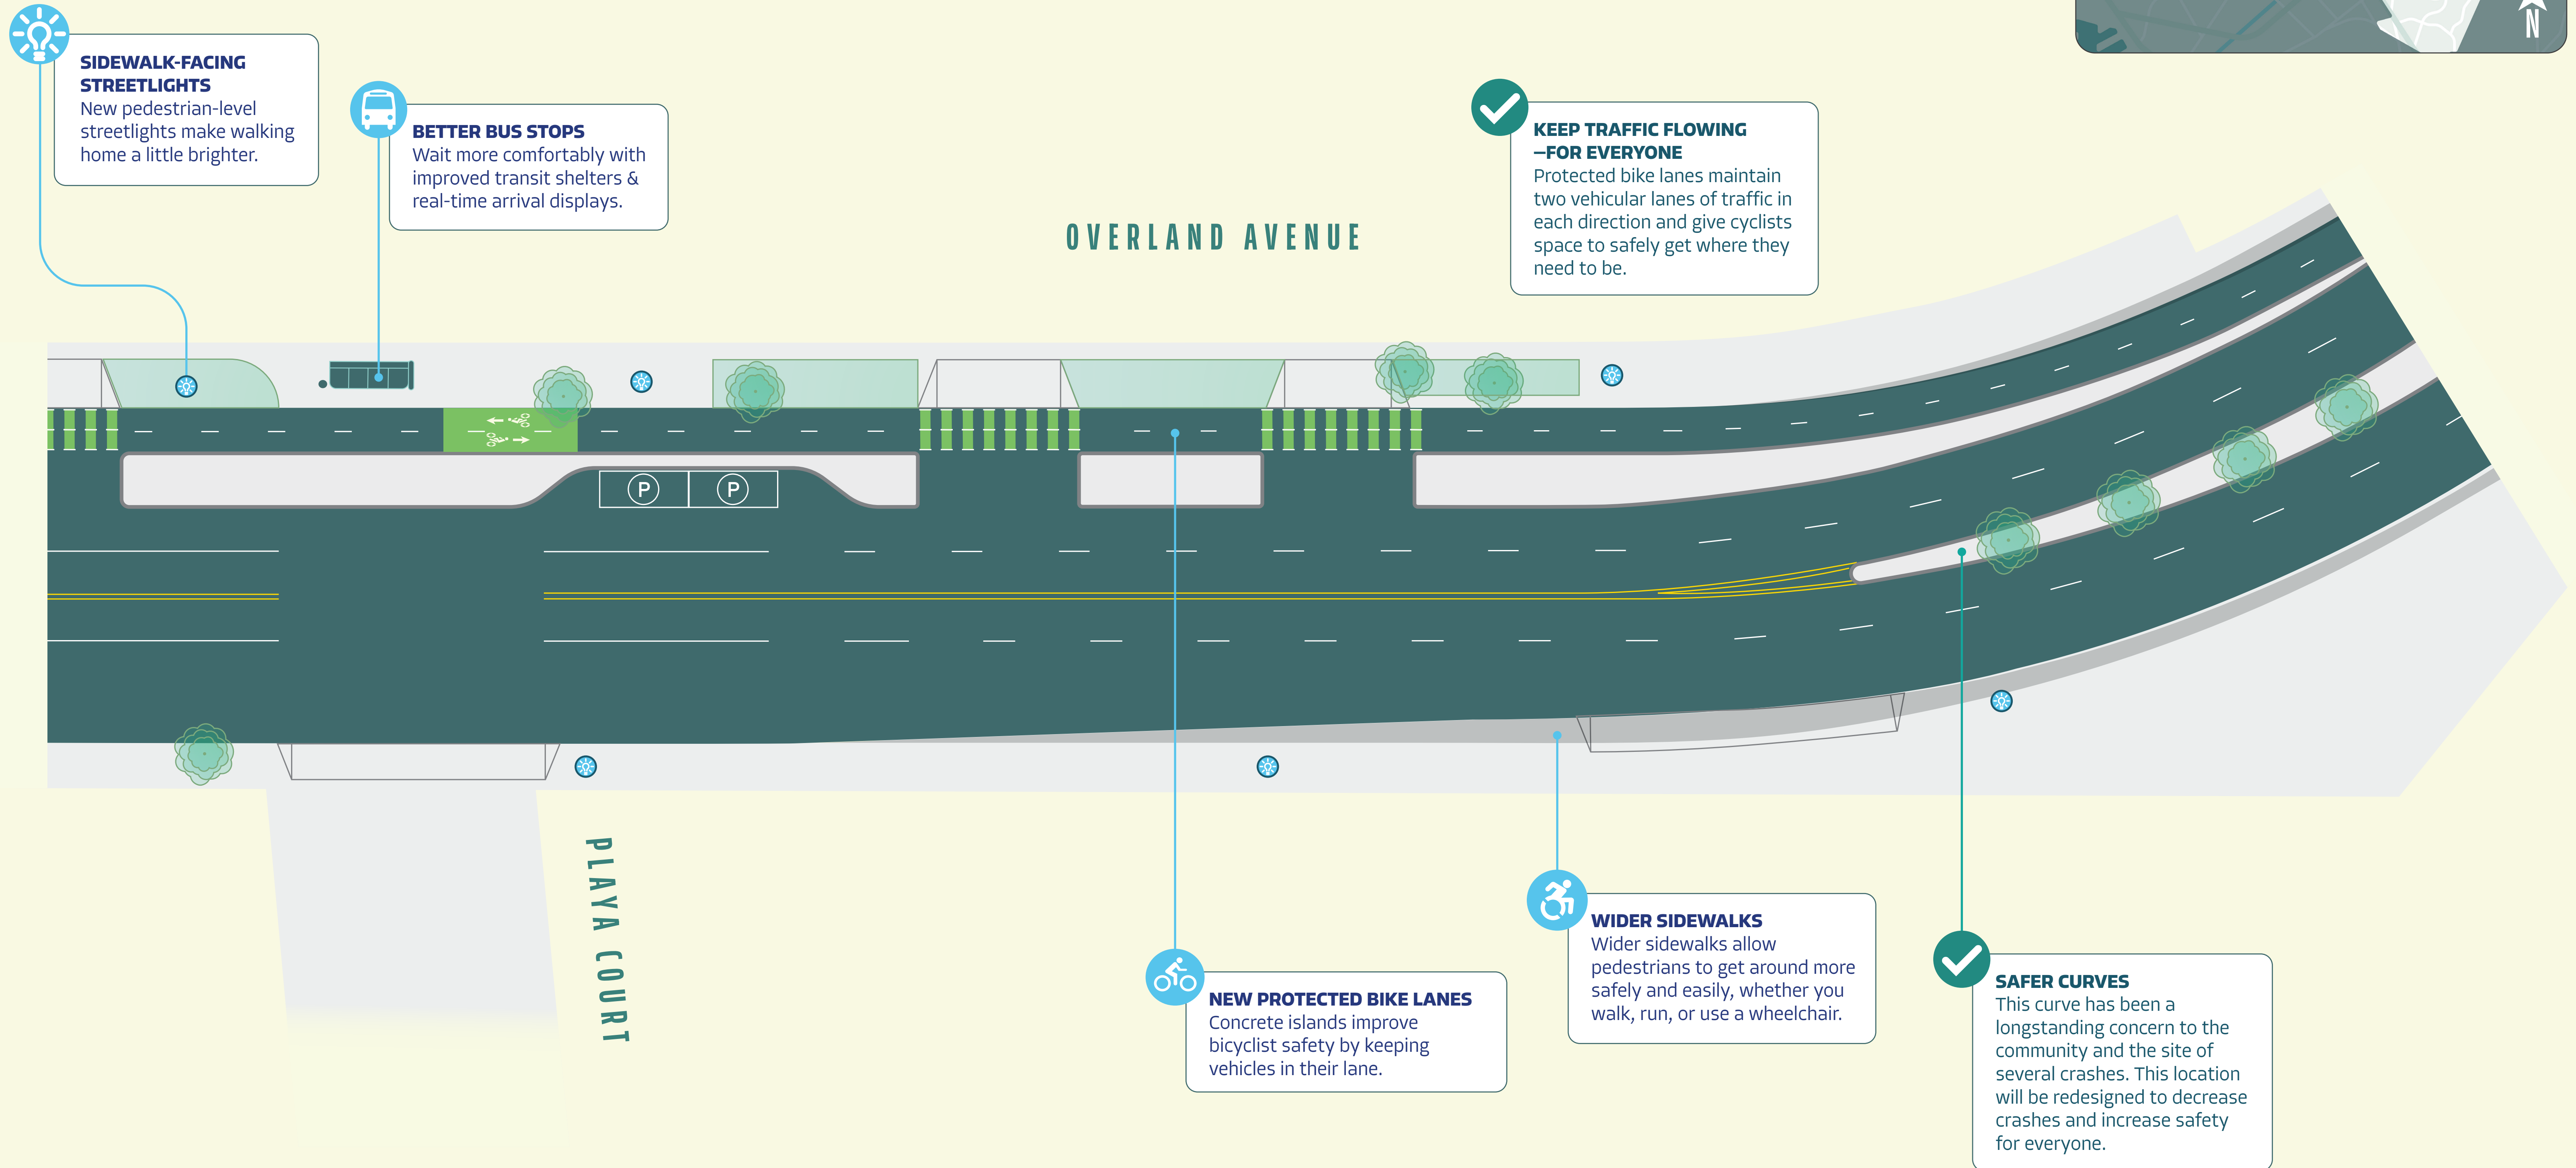 N
SIDEWALK-FACING
STREETLIGHTS
New pedestrian-level
streetlights make walking
home a little brighter.
BETTER BUS STOPS
Wait more comfortably with
improved transit shelters &
real-time arrival displays.
KEEP TRAFFIC FLOWING
–FOR EVERYONE
Protected bike lanes maintain
two vehicular lanes of traffic in
each direction and give cyclists
space to safely get where they
need to be.
OVERLAND AVENUE
P
P
PLAYA COURT
NEW PROTECTED BIKE LANES
Concrete islands improve
bicyclist safety by keeping
vehicles in their lane.
WIDER SIDEWALKS
Wider sidewalks allow
pedestrians to get around more
safely and easily, whether you
walk, run, or use a wheelchair.
SAFER CURVES
This curve has been a
longstanding concern to the
community and the site of
several crashes. This location
will be redesigned to decrease
crashes and increase safety
for everyone.